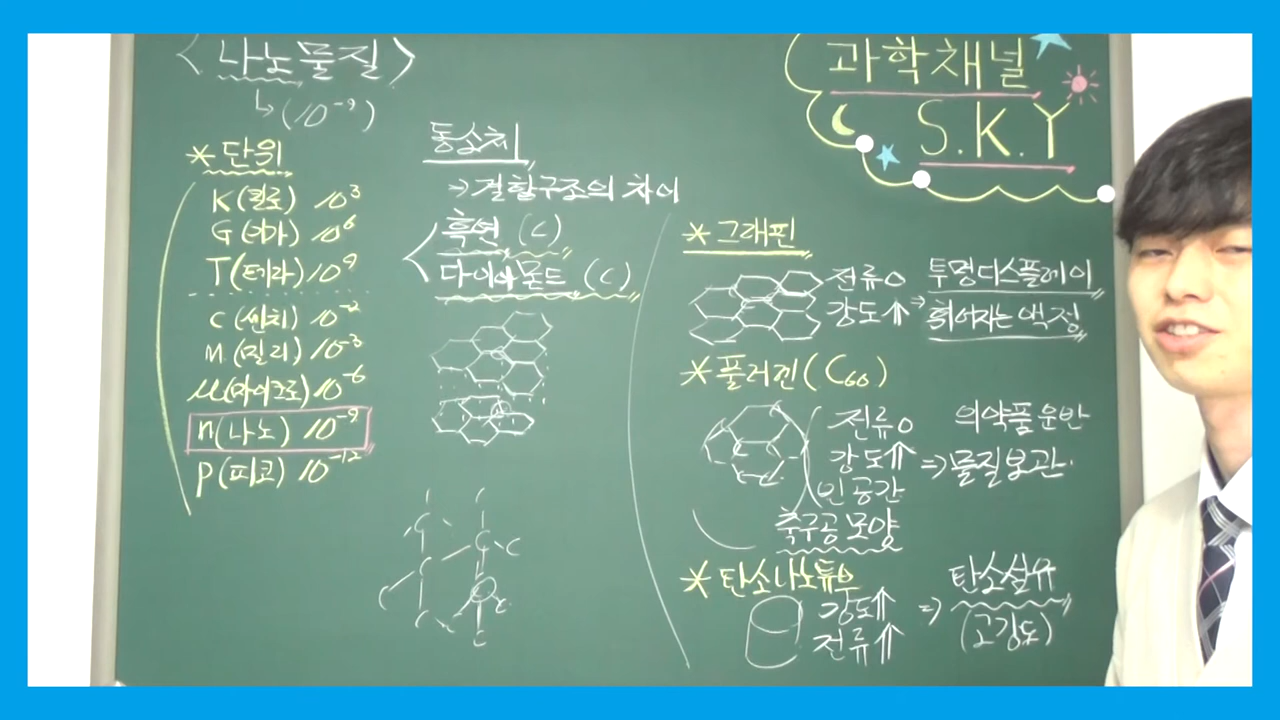 <나노물질>
↳(10⁻⁹)
과학채널
S.K.Y
*단위
K(킬로) 10³
G(기가) 10⁶
T(테라) 10⁹
C(센치) 10⁻²
M(밀리) 10⁻³
μ(마이크로) 10⁻⁶
n(나노) 10⁻⁹
P(피코) 10⁻¹²
동소체
⇒결합구조의 차이
흑연 (C)
다이아몬드 (C)
*그래핀
전류O
강도↑
⇒
투명디스플레이
휘어지는 액정
*풀러렌(C₆₀)
전류O
강도↑
빈공간
축구공 모양
의약품 운반
⇒물질보관
*탄소나노튜브
강도↑
전류↑
⇒
탄소섬유
(고강도)
C
C
C
C
C
C
C